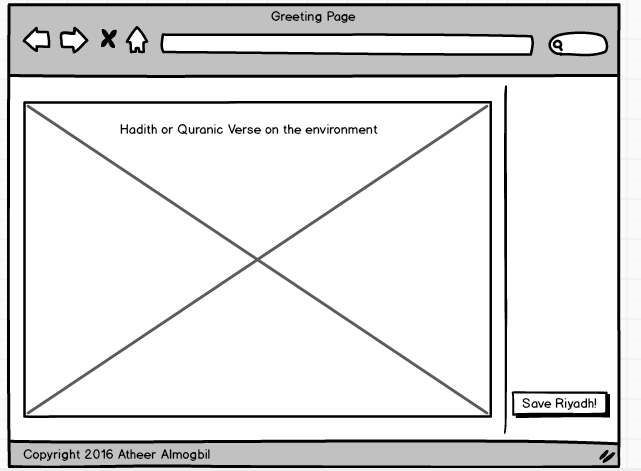 Greeting Page
Hadith or Quranic Verse on the environment
Save Riyadh!
Copyright 2016 Atheer Almogbil